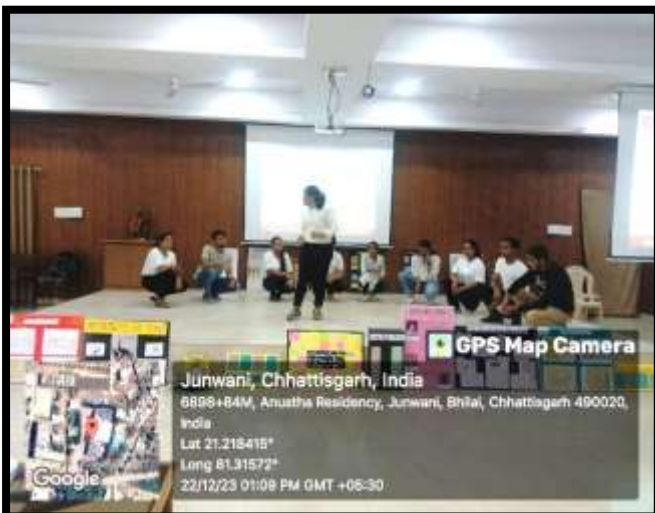 GPS Map Camera
Junwani, Chhattisgarh, India
6898+84M, Anustha Residency, Junwani, Bhilai, Chhattisgarh 490020,
India
Lat 21.218415°
Long 81.31572°
22/12/23 01:09 PM GMT +05:30
Google